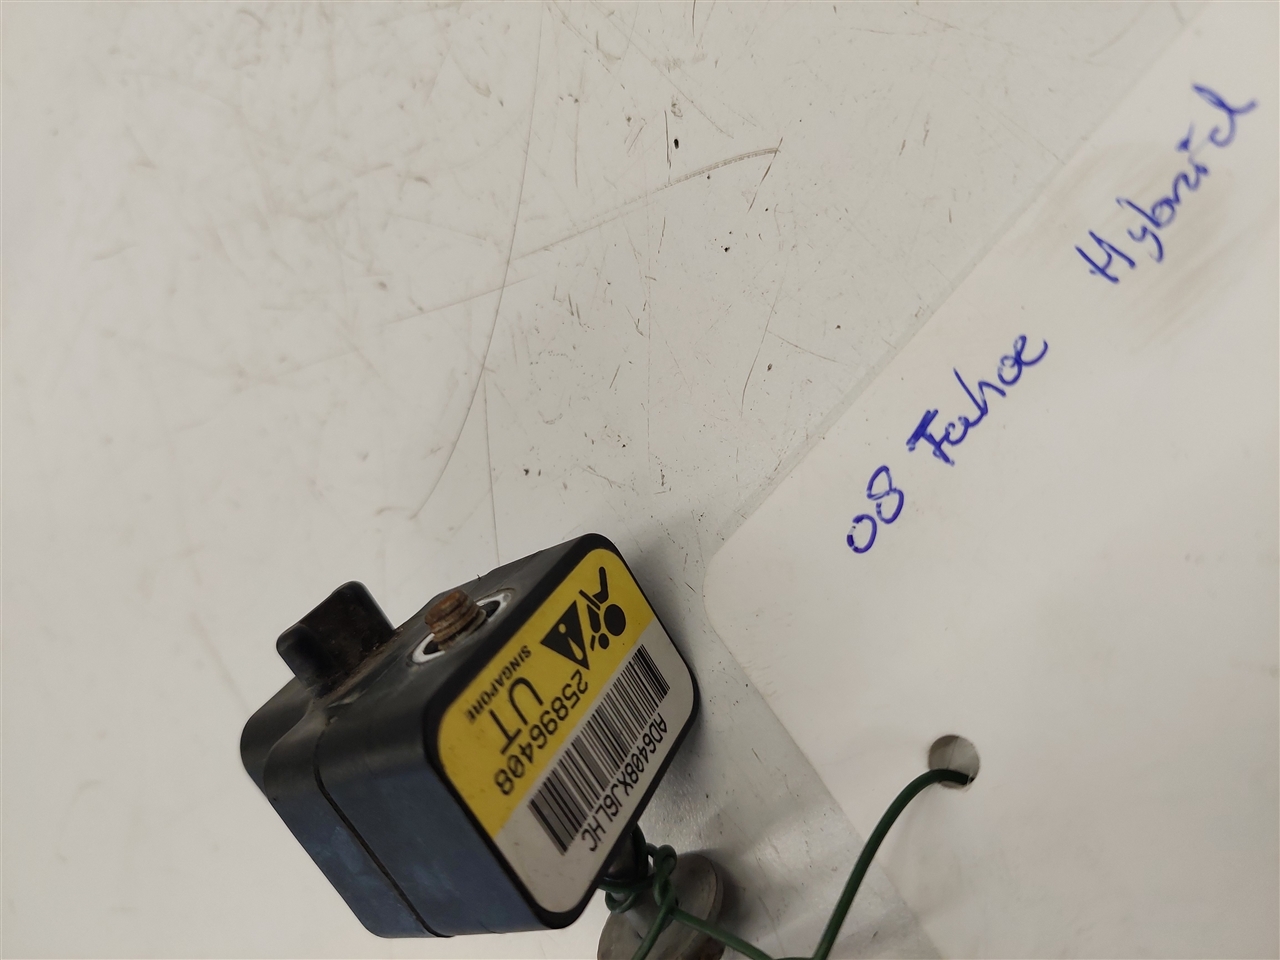 08 Tahoe Hybrid
25896408
UT
SINGAPORE
AD6408XJ6LHC